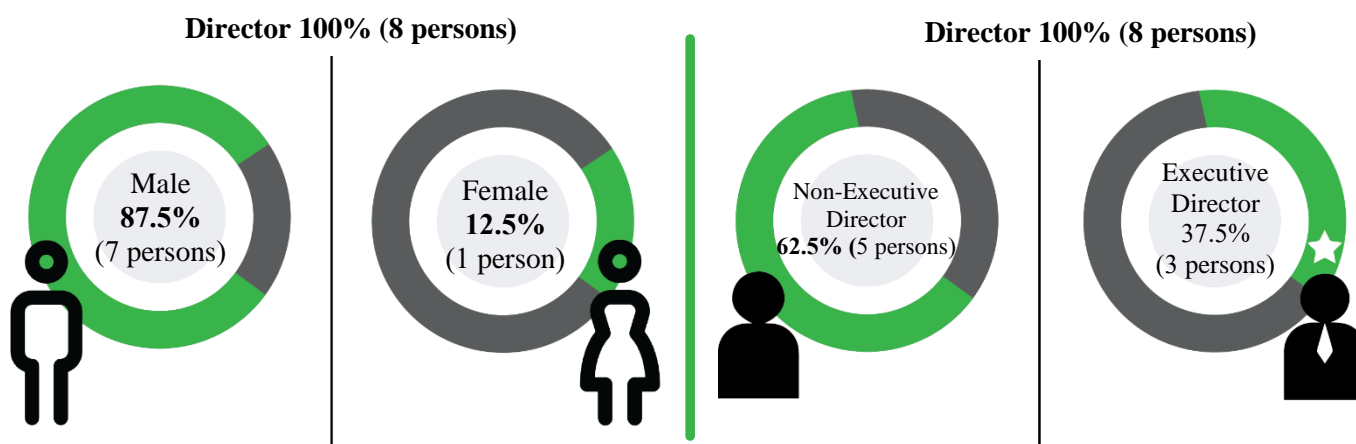 Director 100% (8 persons)
Male
87.5%
(7 persons)
Female
12.5%
(1 person)
Director 100% (8 persons)
Non-Executive
Director
62.5% (5 persons)
Executive
Director
37.5%
(3 persons)